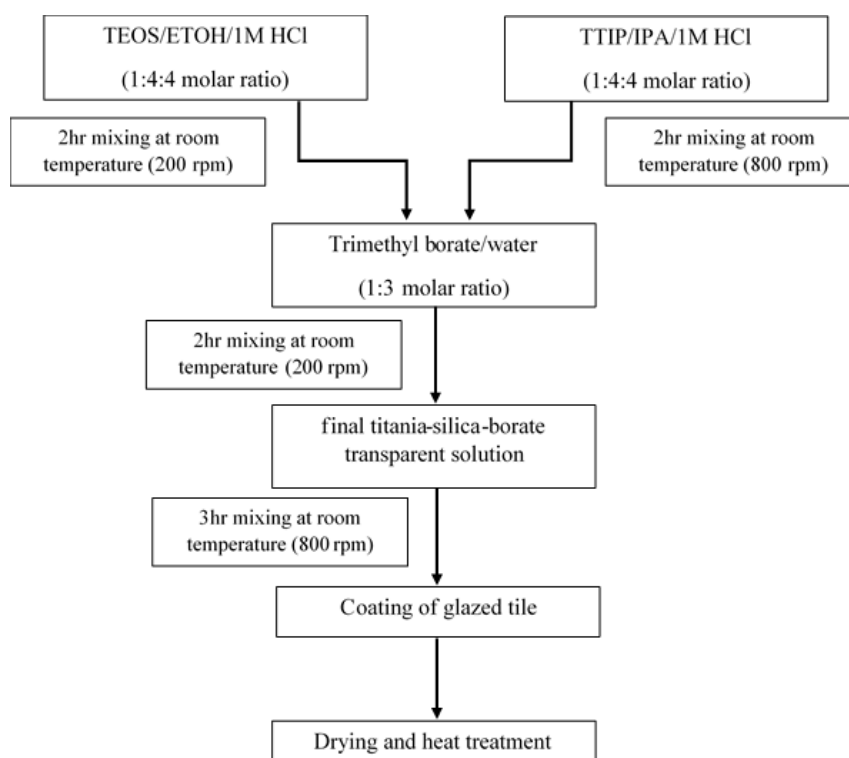 TEOS/ETOH/1M HCl
(1:4:4 molar ratio)
TTIP/IPA/1M HCl
(1:4:4 molar ratio)
2hr mixing at room
temperature (200 rpm)
2hr mixing at room
temperature (800 rpm)
Trimethyl borate/water
(1:3 molar ratio)
2hr mixing at room
temperature (200 rpm)
final titania-silica-borate
transparent solution
3hr mixing at room
temperature (800 rpm)
Coating of glazed tile
Drying and heat treatment